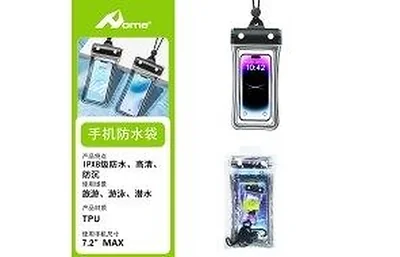 Home
手机防水袋
产品特点
IPX8级防水、高清、
防沉
使用场景
旅游、游泳、潜水
产品材质
TPU
适用手机尺寸
7.2" MAX
10:42